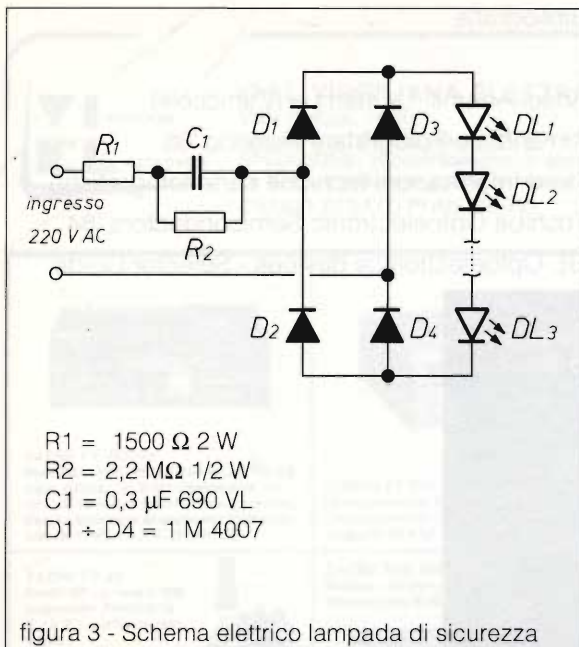 R1
C1
R2
D1
D3
DL1
DL2
D2
D4
DL3
ingresso
220 V AC
R1 = 1500 Ω 2 W
R2 = 2,2 MΩ 1/2 W
C1 = 0,3 µF 690 VL
D1 ÷ D4 = 1 M 4007
figura 3 - Schema elettrico lampada di sicurezza